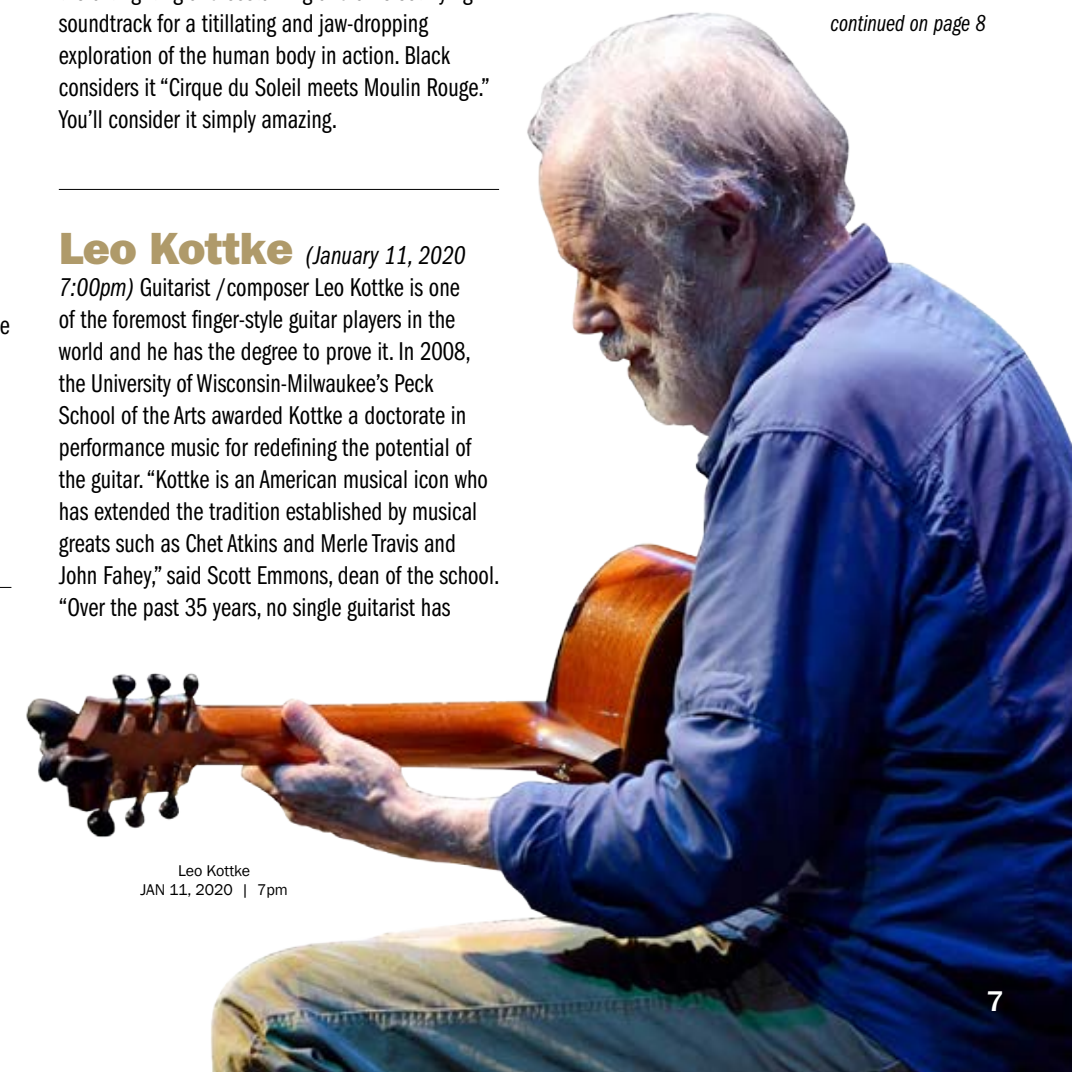 soundtrack for a titillating and jaw-dropping
exploration of the human body in action. Black
considers it “Cirque du Soleil meets Moulin Rouge.”
You’ll consider it simply amazing.
continued on page 8
Leo Kottke (January 11, 2020
7:00pm) Guitarist /composer Leo Kottke is one
of the foremost finger-style guitar players in the
world and he has the degree to prove it. In 2008,
the University of Wisconsin-Milwaukee’s Peck
School of the Arts awarded Kottke a doctorate in
performance music for redefining the potential of
the guitar. “Kottke is an American musical icon who
has extended the tradition established by musical
greats such as Chet Atkins and Merle Travis and
John Fahey,” said Scott Emmons, dean of the school.
“Over the past 35 years, no single guitarist has
Leo Kottke
JAN 11, 2020 | 7pm
7